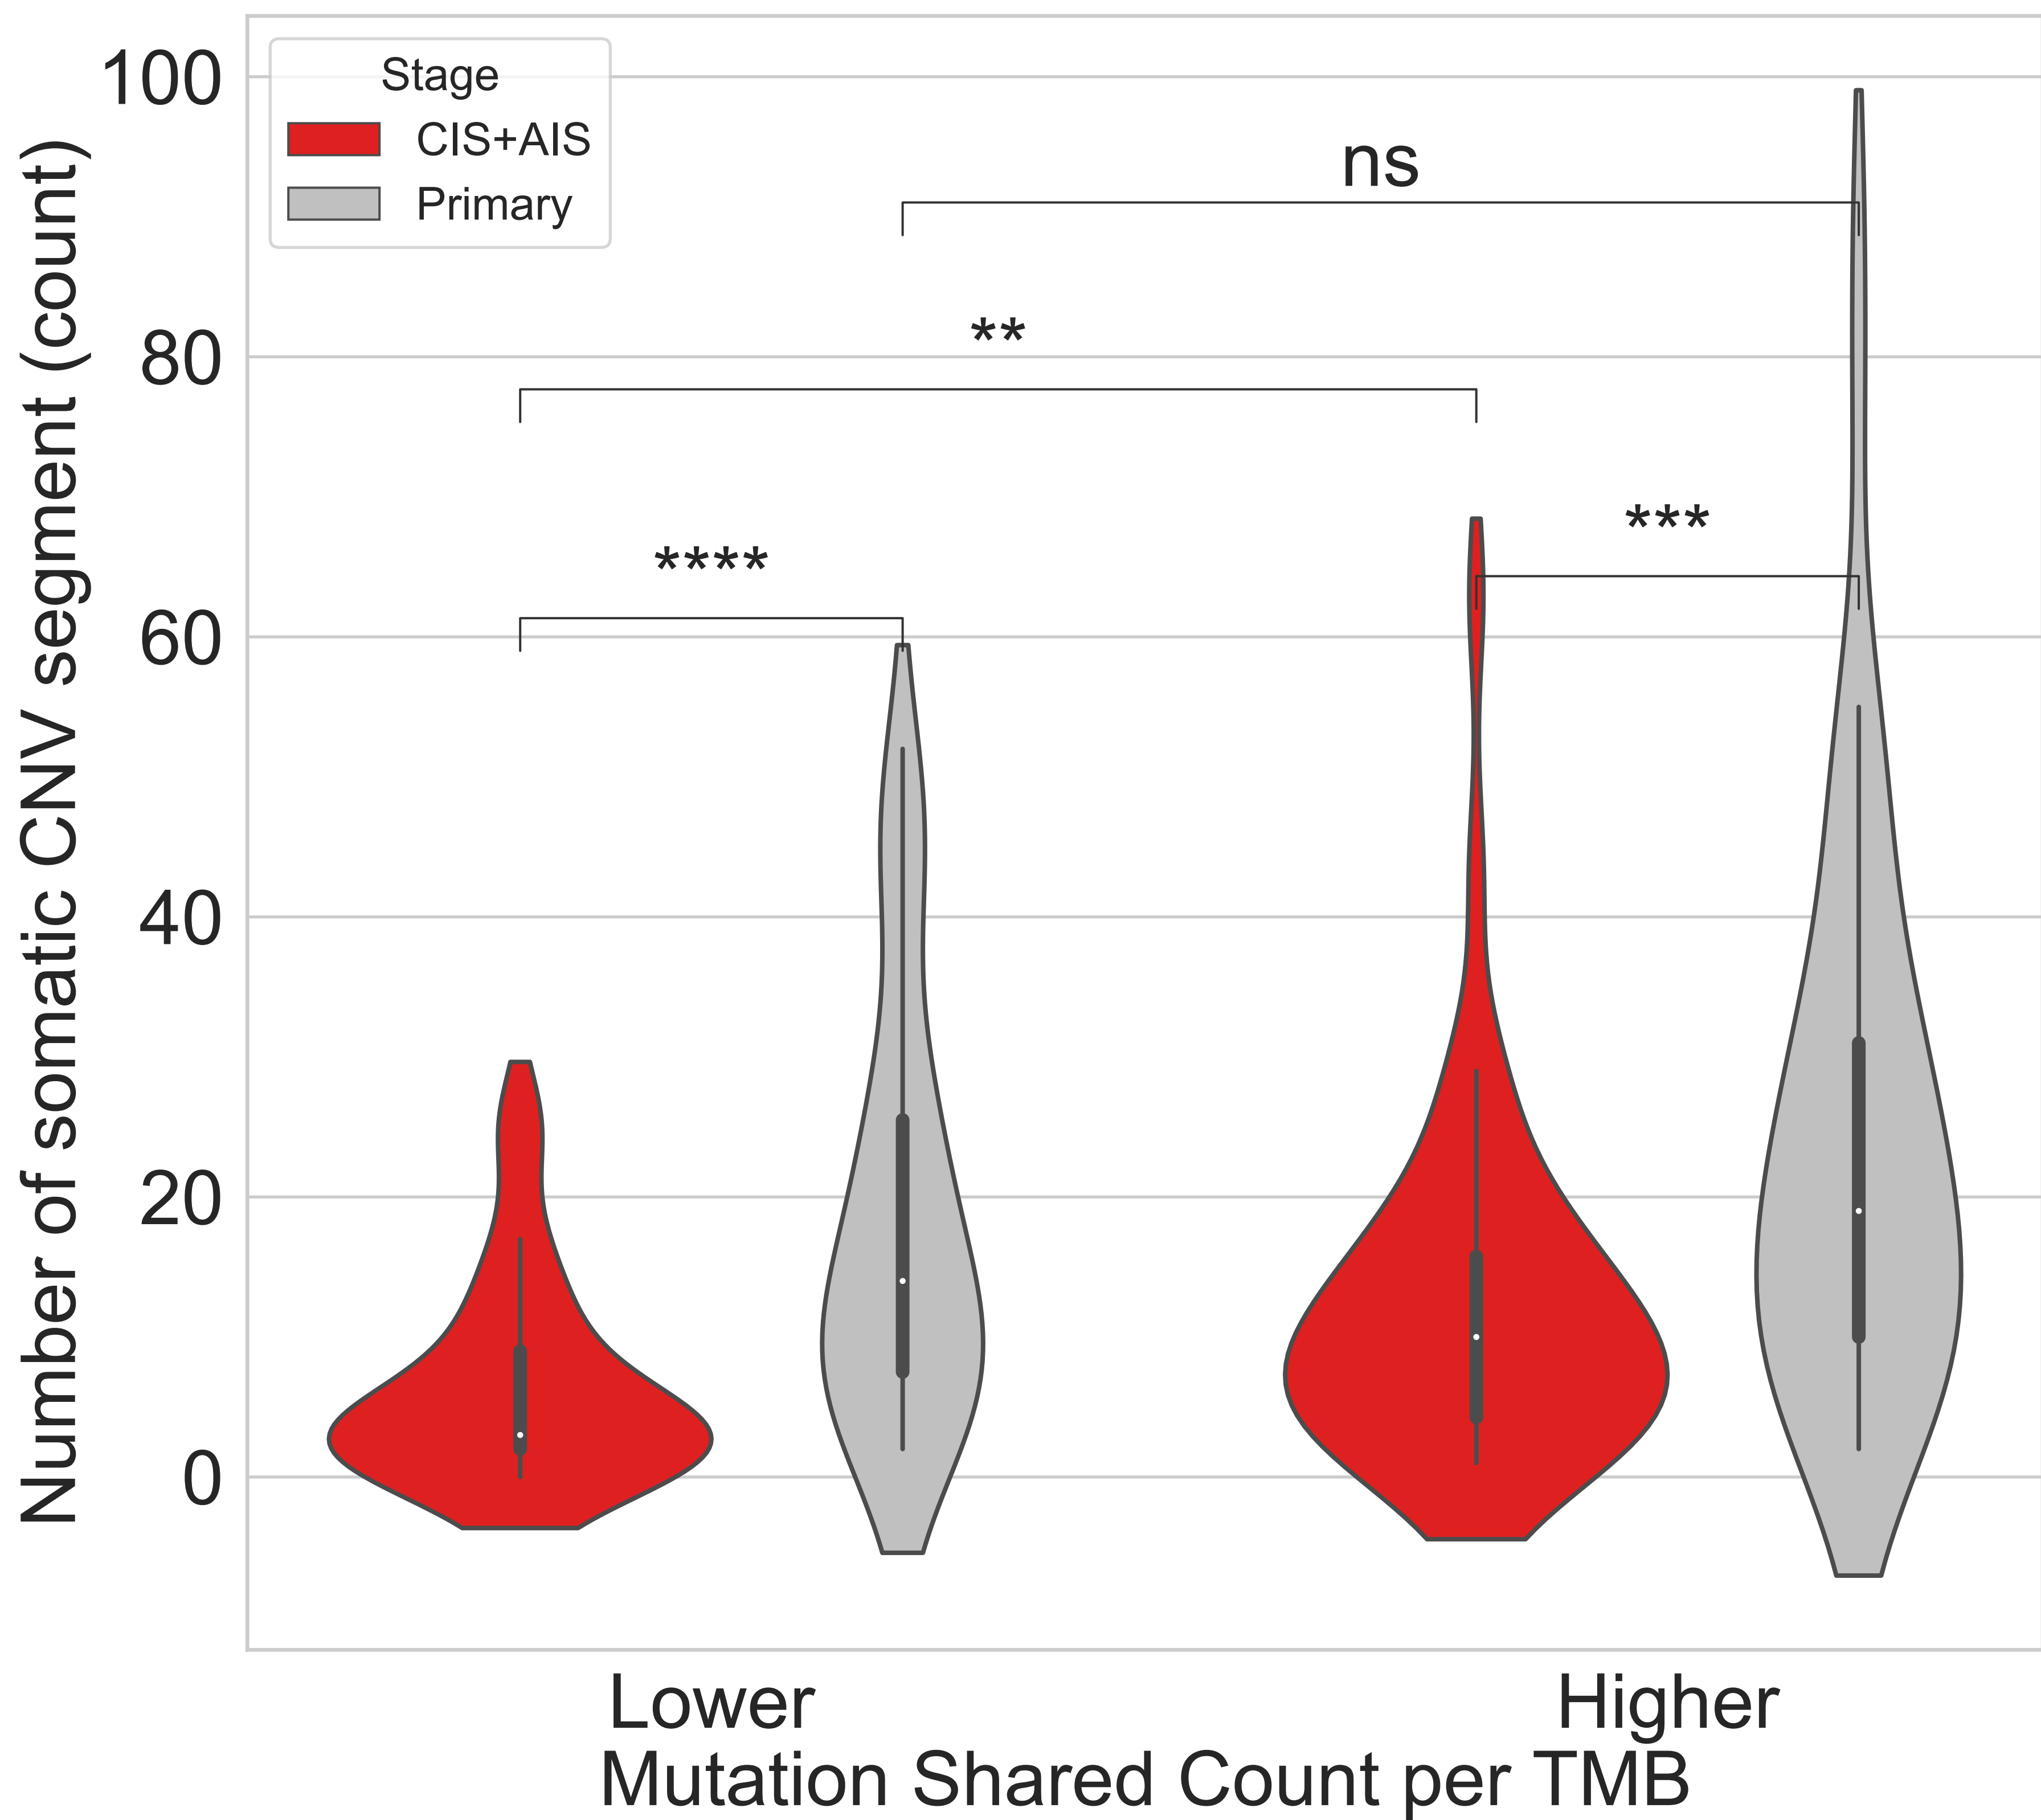 Number of somatic CNV segment (count)
100
80
60
40
20
0
Stage
CIS+AIS
Primary
ns
**
***
****
Lower
Higher
Mutation Shared Count per TMB